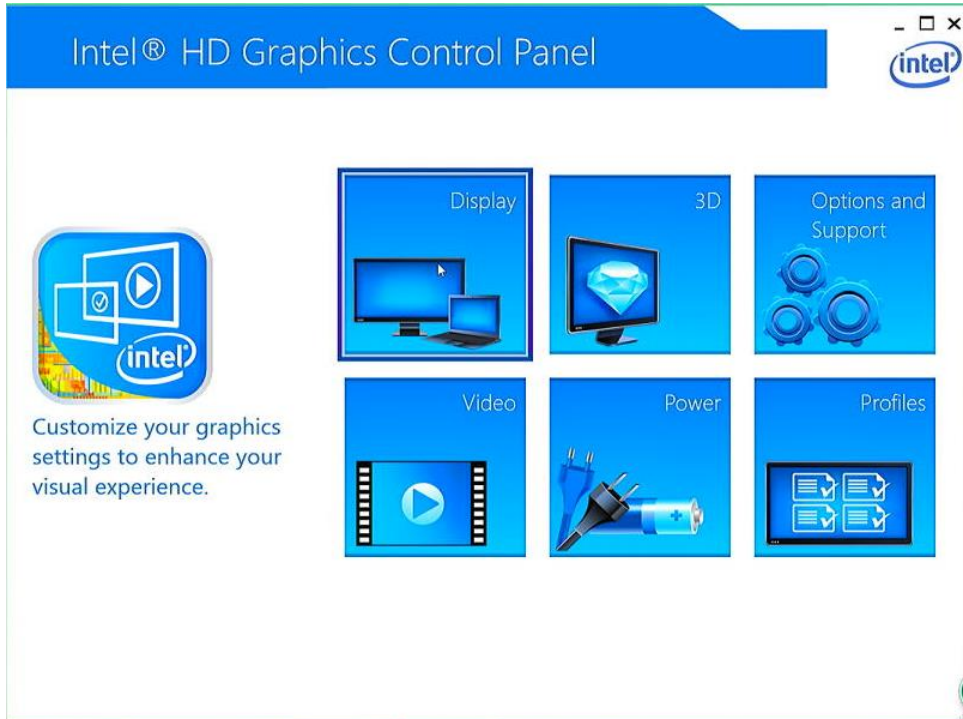 Intel® HD Graphics Control Panel
intel
Display
3D
Options and
Support
intel
Customize your graphics
settings to enhance your
visual experience.
Video
Power
Profiles